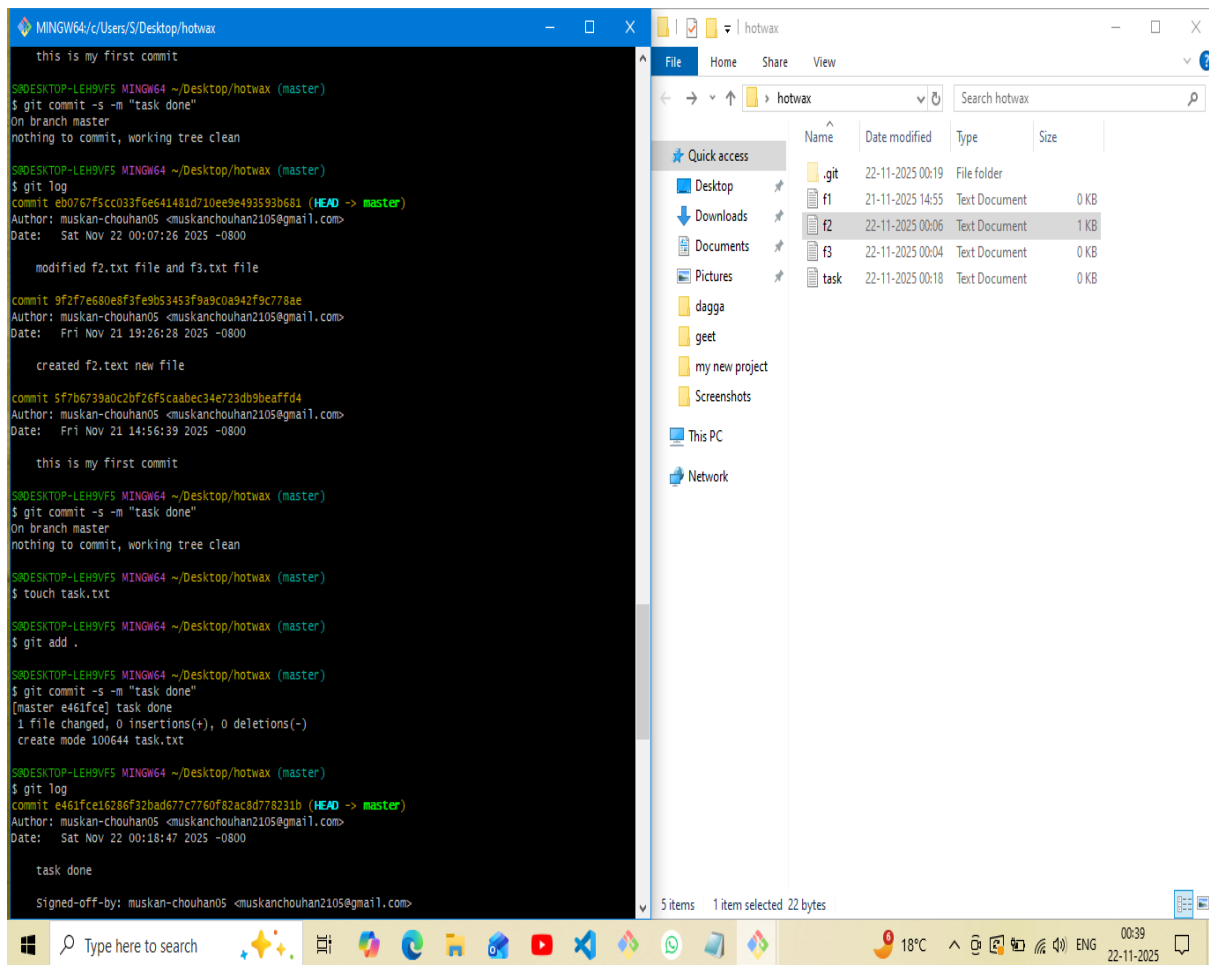 MINGW64:/c/Users/S/Desktop/hotwax
this is my first commit
S@DESKTOP-LEH9VF5 MINGW64 ~/Desktop/hotwax (master)
$ git commit -s -m "task done"
On branch master
nothing to commit, working tree clean
S@DESKTOP-LEH9VF5 MINGW64 ~/Desktop/hotwax (master)
$ git log
commit eb0767f5cc033f6e641481d710ee9e493593b681 (HEAD -> master)
Author: muskan-chouhan05 <muskanchouhan2105@gmail.com>
Date:   Sat Nov 22 00:07:26 2025 -0800
modified f2.txt file and f3.txt file
commit 9f2f7e680e8f3fe9b53453f9a9c0a942f9c778ae
Author: muskan-chouhan05 <muskanchouhan2105@gmail.com>
Date:   Fri Nov 21 19:26:28 2025 -0800
created f2.text new file
commit 5f7b6739a0c2bf26f5caabec34e723db9beaffd4
Author: muskan-chouhan05 <muskanchouhan2105@gmail.com>
Date:   Fri Nov 21 14:56:39 2025 -0800
this is my first commit
S@DESKTOP-LEH9VF5 MINGW64 ~/Desktop/hotwax (master)
$ git commit -s -m "task done"
On branch master
nothing to commit, working tree clean
S@DESKTOP-LEH9VF5 MINGW64 ~/Desktop/hotwax (master)
$ touch task.txt
S@DESKTOP-LEH9VF5 MINGW64 ~/Desktop/hotwax (master)
$ git add .
S@DESKTOP-LEH9VF5 MINGW64 ~/Desktop/hotwax (master)
$ git commit -s -m "task done"
[master e461fce] task done
1 file changed, 0 insertions(+), 0 deletions(-)
create mode 100644 task.txt
S@DESKTOP-LEH9VF5 MINGW64 ~/Desktop/hotwax (master)
$ git log
commit e461fce16286f32bad677c7760f82ac8d778231b (HEAD -> master)
Author: muskan-chouhan05 <muskanchouhan2105@gmail.com>
Date:   Sat Nov 22 00:18:47 2025 -0800
task done
Signed-off-by: muskan-chouhan05 <muskanchouhan2105@gmail.com>
hotwax
File Home Share View
hotwax
Search hotwax
Quick access
Desktop
Downloads
Documents
Pictures
dagga
geet
my new project
Screenshots
This PC
Network
Name Date modified Type Size
.git 22-11-2025 00:19 File folder
f1 21-11-2025 14:55 Text Document 0 KB
f2 22-11-2025 00:06 Text Document 1 KB
f3 22-11-2025 00:04 Text Document 0 KB
task 22-11-2025 00:18 Text Document 0 KB
5 items 1 item selected 22 bytes
Type here to search
6
18°C
ENG
00:39
22-11-2025